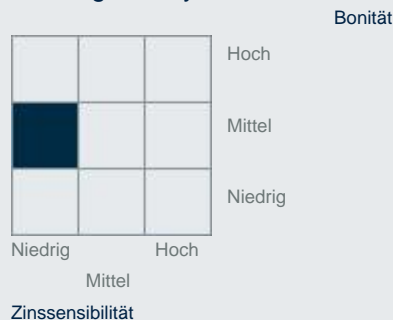 Bonität
Hoch
Mittel
Niedrig
Niedrig
Hoch
Mittel
Zinssensibilität